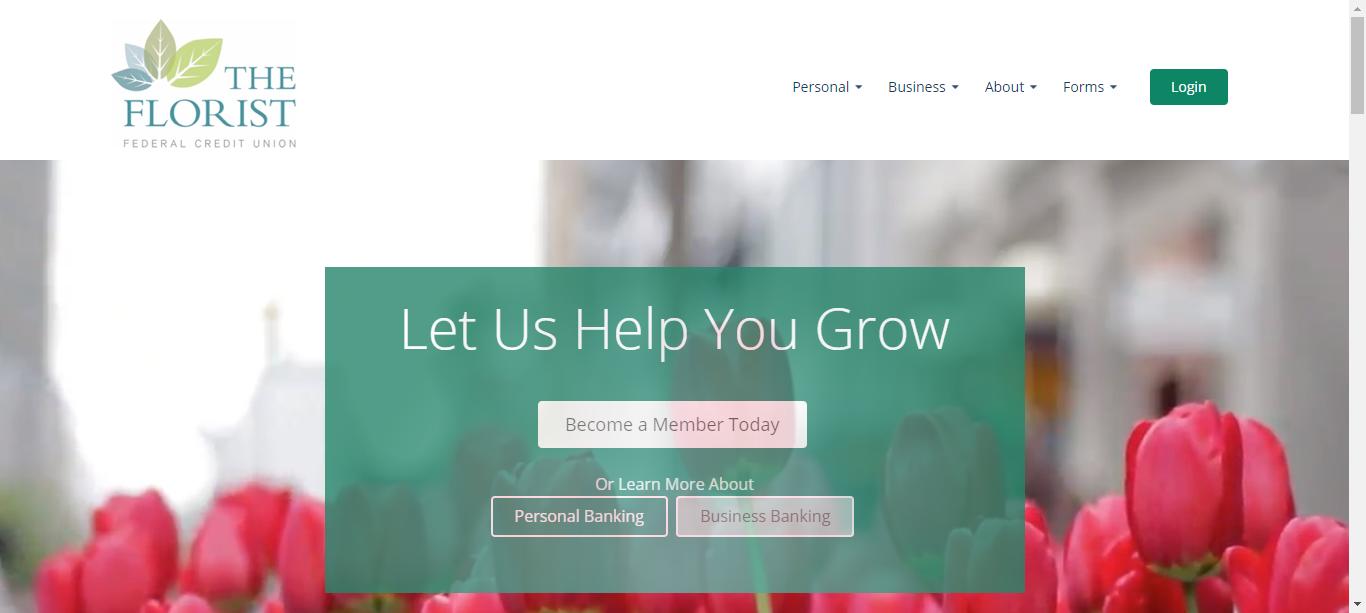 THE
FLORIST
FEDERAL CREDIT UNION
Personal
Business
About
Forms
Login
Let Us Help You Grow
Become a Member Today
Or Learn More About
Personal Banking
Business Banking